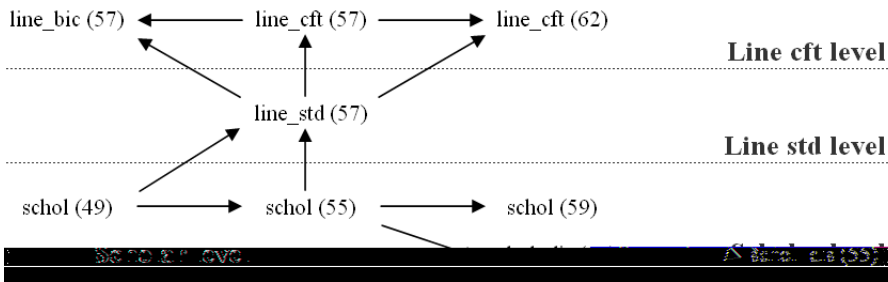 line_bic (57) line_cft (57) line_cft (62)
Line cft level
line_std (57)
Line std level
schol (49) schol (55) schol (59)